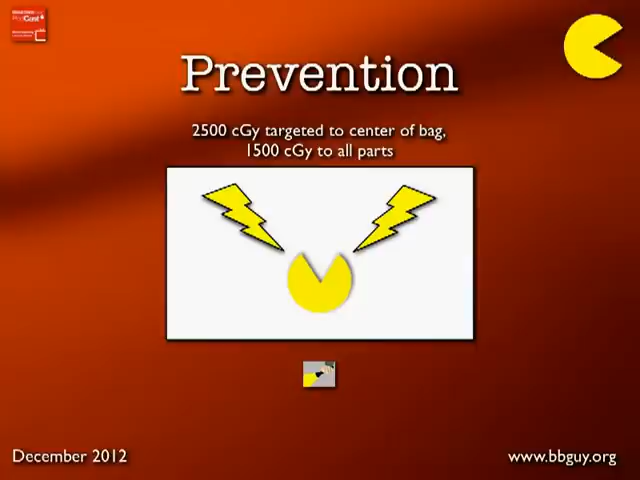 Prevention
2500 cGy targeted to center of bag,
1500 cGy to all parts
December 2012
www.bbguy.org